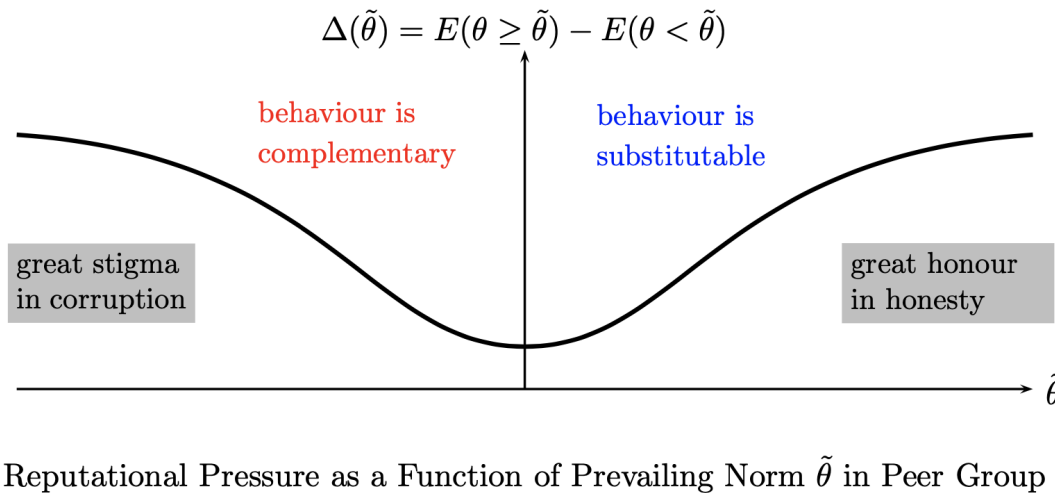 Δ(θ̃) = E(θ ≥ θ̃) − E(θ < θ̃)
behaviour is
complementary
behaviour is
substitutable
great stigma
in corruption
great honour
in honesty
θ̃
Reputational Pressure as a Function of Prevailing Norm θ̃ in Peer Group